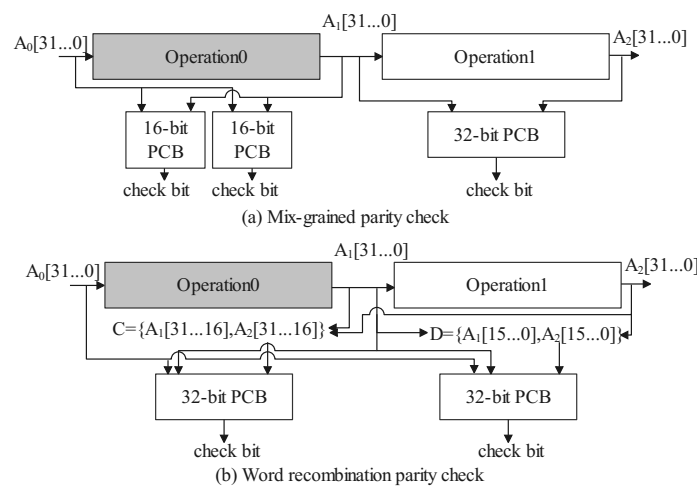 A₀[31...0]
Operation0
A₁[31...0]
Operation1
A₂[31...0]
16-bit
PCB
16-bit
PCB
32-bit
PCB
check bit
check bit
check bit
(a) Mix-grained parity check
A₀[31...0]
Operation0
A₁[31...0]
Operation1
A₂[31...0]
C={A₁[31...16],A₂[31...16]}
D={A₁[15...0],A₂[15...0]}
32-bit PCB
32-bit PCB
check bit
check bit
(b) Word recombination parity check